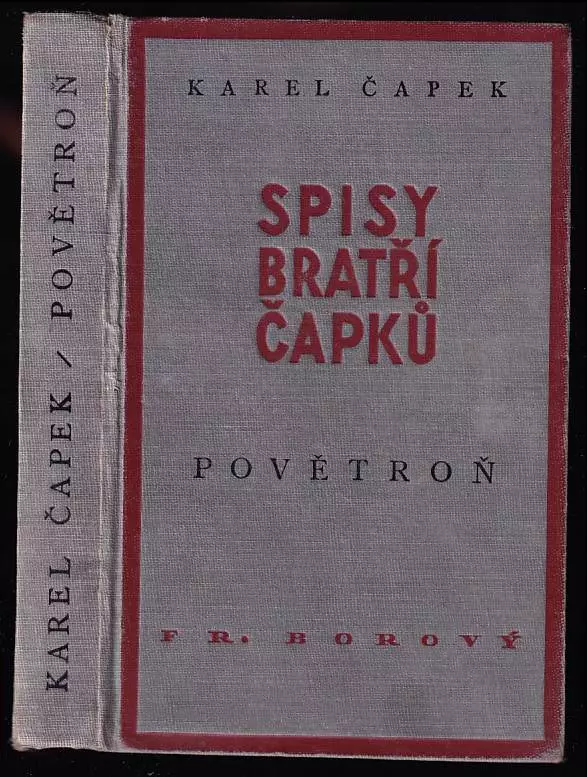 KAREL ČAPEK / POVĚTROŇ
KAREL ČAPEK
SPISY
BRATŘÍ
ČAPKŮ
POVĚTROŇ
FR. BOROVÝ